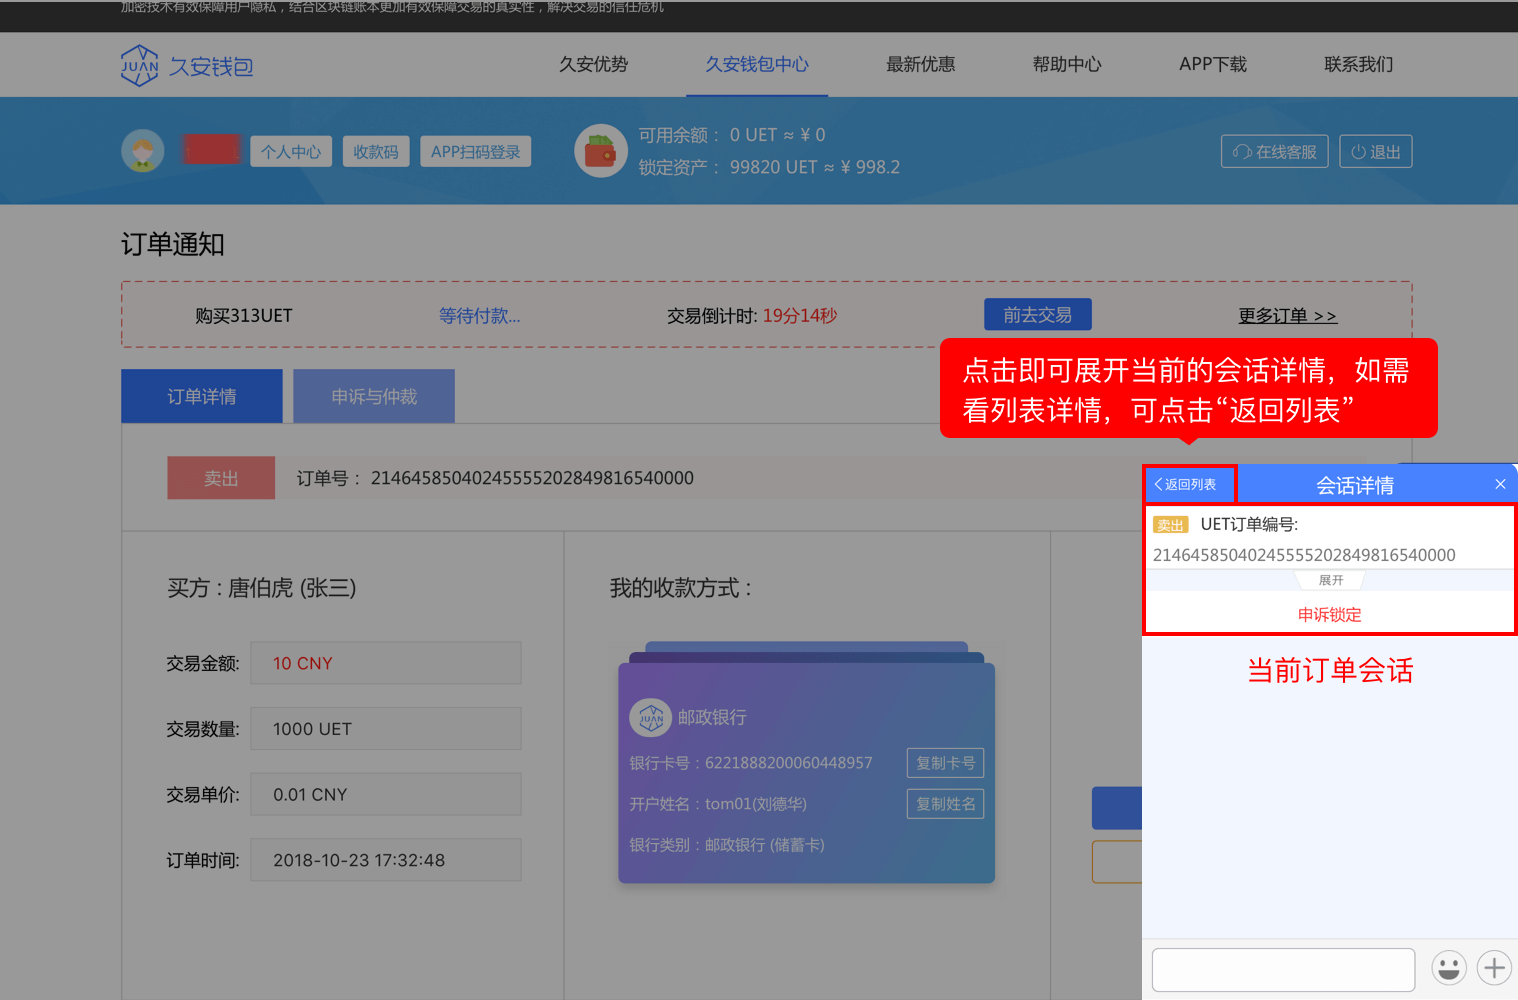 加密技术有效保障用户隐私，结合区块链账本更加有效保障交易的真实性，解决交易的信任危机
JUAN 久安钱包
久安优势
久安钱包中心
最新优惠
帮助中心
APP下载
联系我们
个人中心
收款码
APP扫码登录
可用余额： 0 UET ≈ ¥ 0
锁定资产： 99820 UET ≈ ¥ 998.2
在线客服
退出
订单通知
购买313UET
等待付款...
交易倒计时: 19分14秒
前去交易
更多订单 >>
点击即可展开当前的会话详情，如需
看列表详情，可点击“返回列表”
订单详情
申诉与仲裁
卖出
订单号： 21464585040245555202849816540000
买方 : 唐伯虎 (张三)
交易金额: 10 CNY
交易数量: 1000 UET
交易单价: 0.01 CNY
订单时间: 2018-10-23 17:32:48
我的收款方式 :
JUAN 邮政银行
银行卡号 : 6221888200060448957
复制卡号
开户姓名 : tom01(刘德华)
复制姓名
银行类别 : 邮政银行 (储蓄卡)
返回列表
会话详情
卖出 UET订单编号:
21464585040245555202849816540000
展开
申诉锁定
当前订单会话